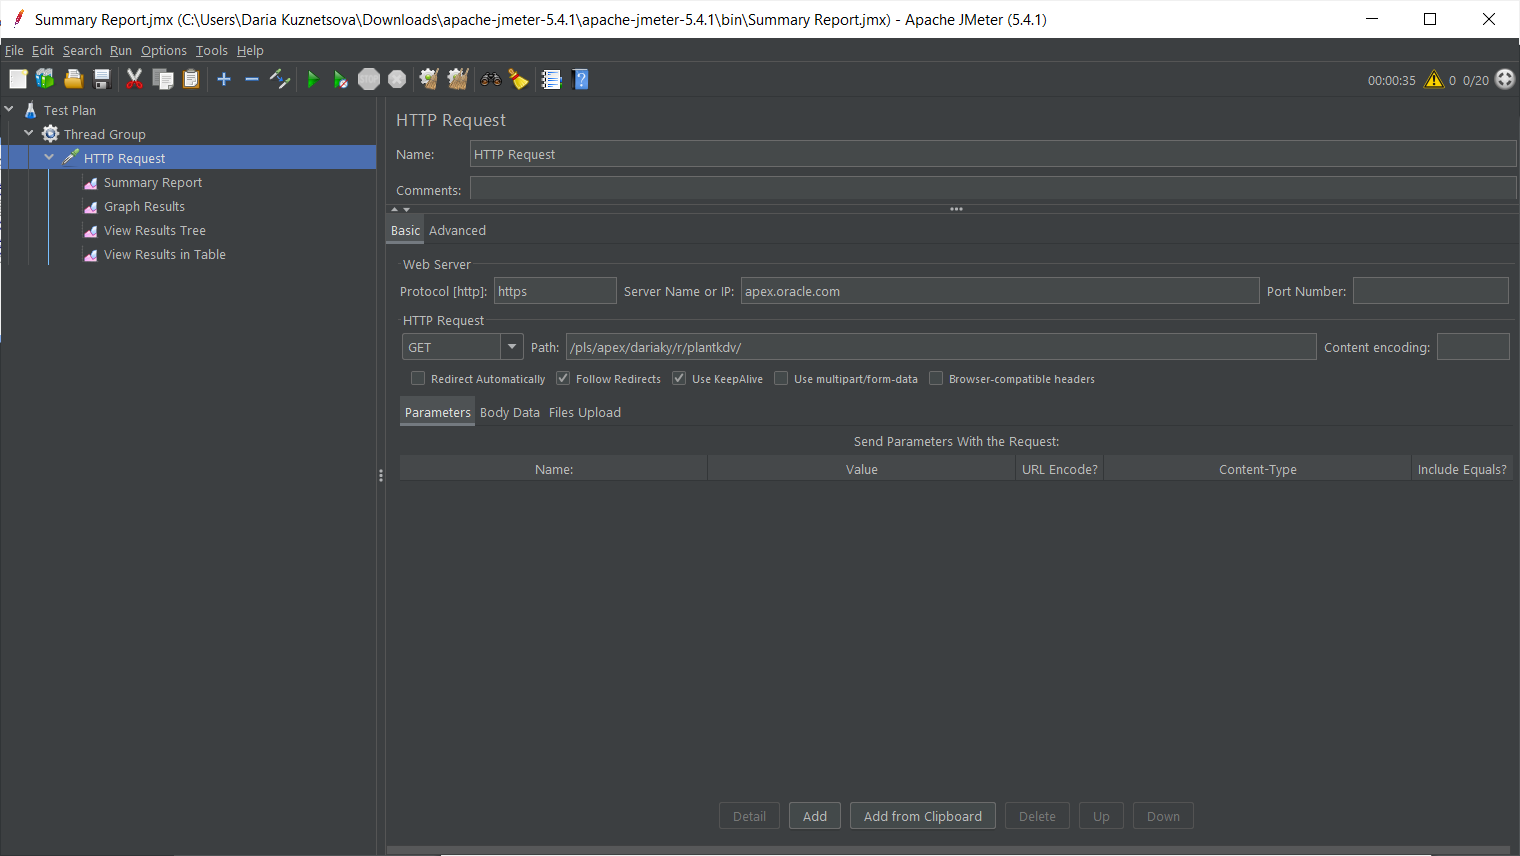 Summary Report.jmx (C:\Users\Daria Kuznetsova\Downloads\apache-jmeter-5.4.1\apache-jmeter-5.4.1\bin\Summary Report.jmx) - Apache JMeter (5.4.1)
File Edit Search Run Options Tools Help
00:00:35 0 0/20
Test Plan
Thread Group
HTTP Request
Summary Report
Graph Results
View Results Tree
View Results in Table
HTTP Request
Name: HTTP Request
Comments:
Basic Advanced
Web Server
Protocol [http]: https Server Name or IP: apex.oracle.com Port Number:
HTTP Request
GET Path: /pls/apex/dariaky/r/plantkdv/ Content encoding:
Redirect Automatically Follow Redirects Use KeepAlive Use multipart/form-data Browser-compatible headers
Parameters Body Data Files Upload
Send Parameters With the Request:
Name: Value URL Encode? Content-Type Include Equals?
Detail Add Add from Clipboard Delete Up Down